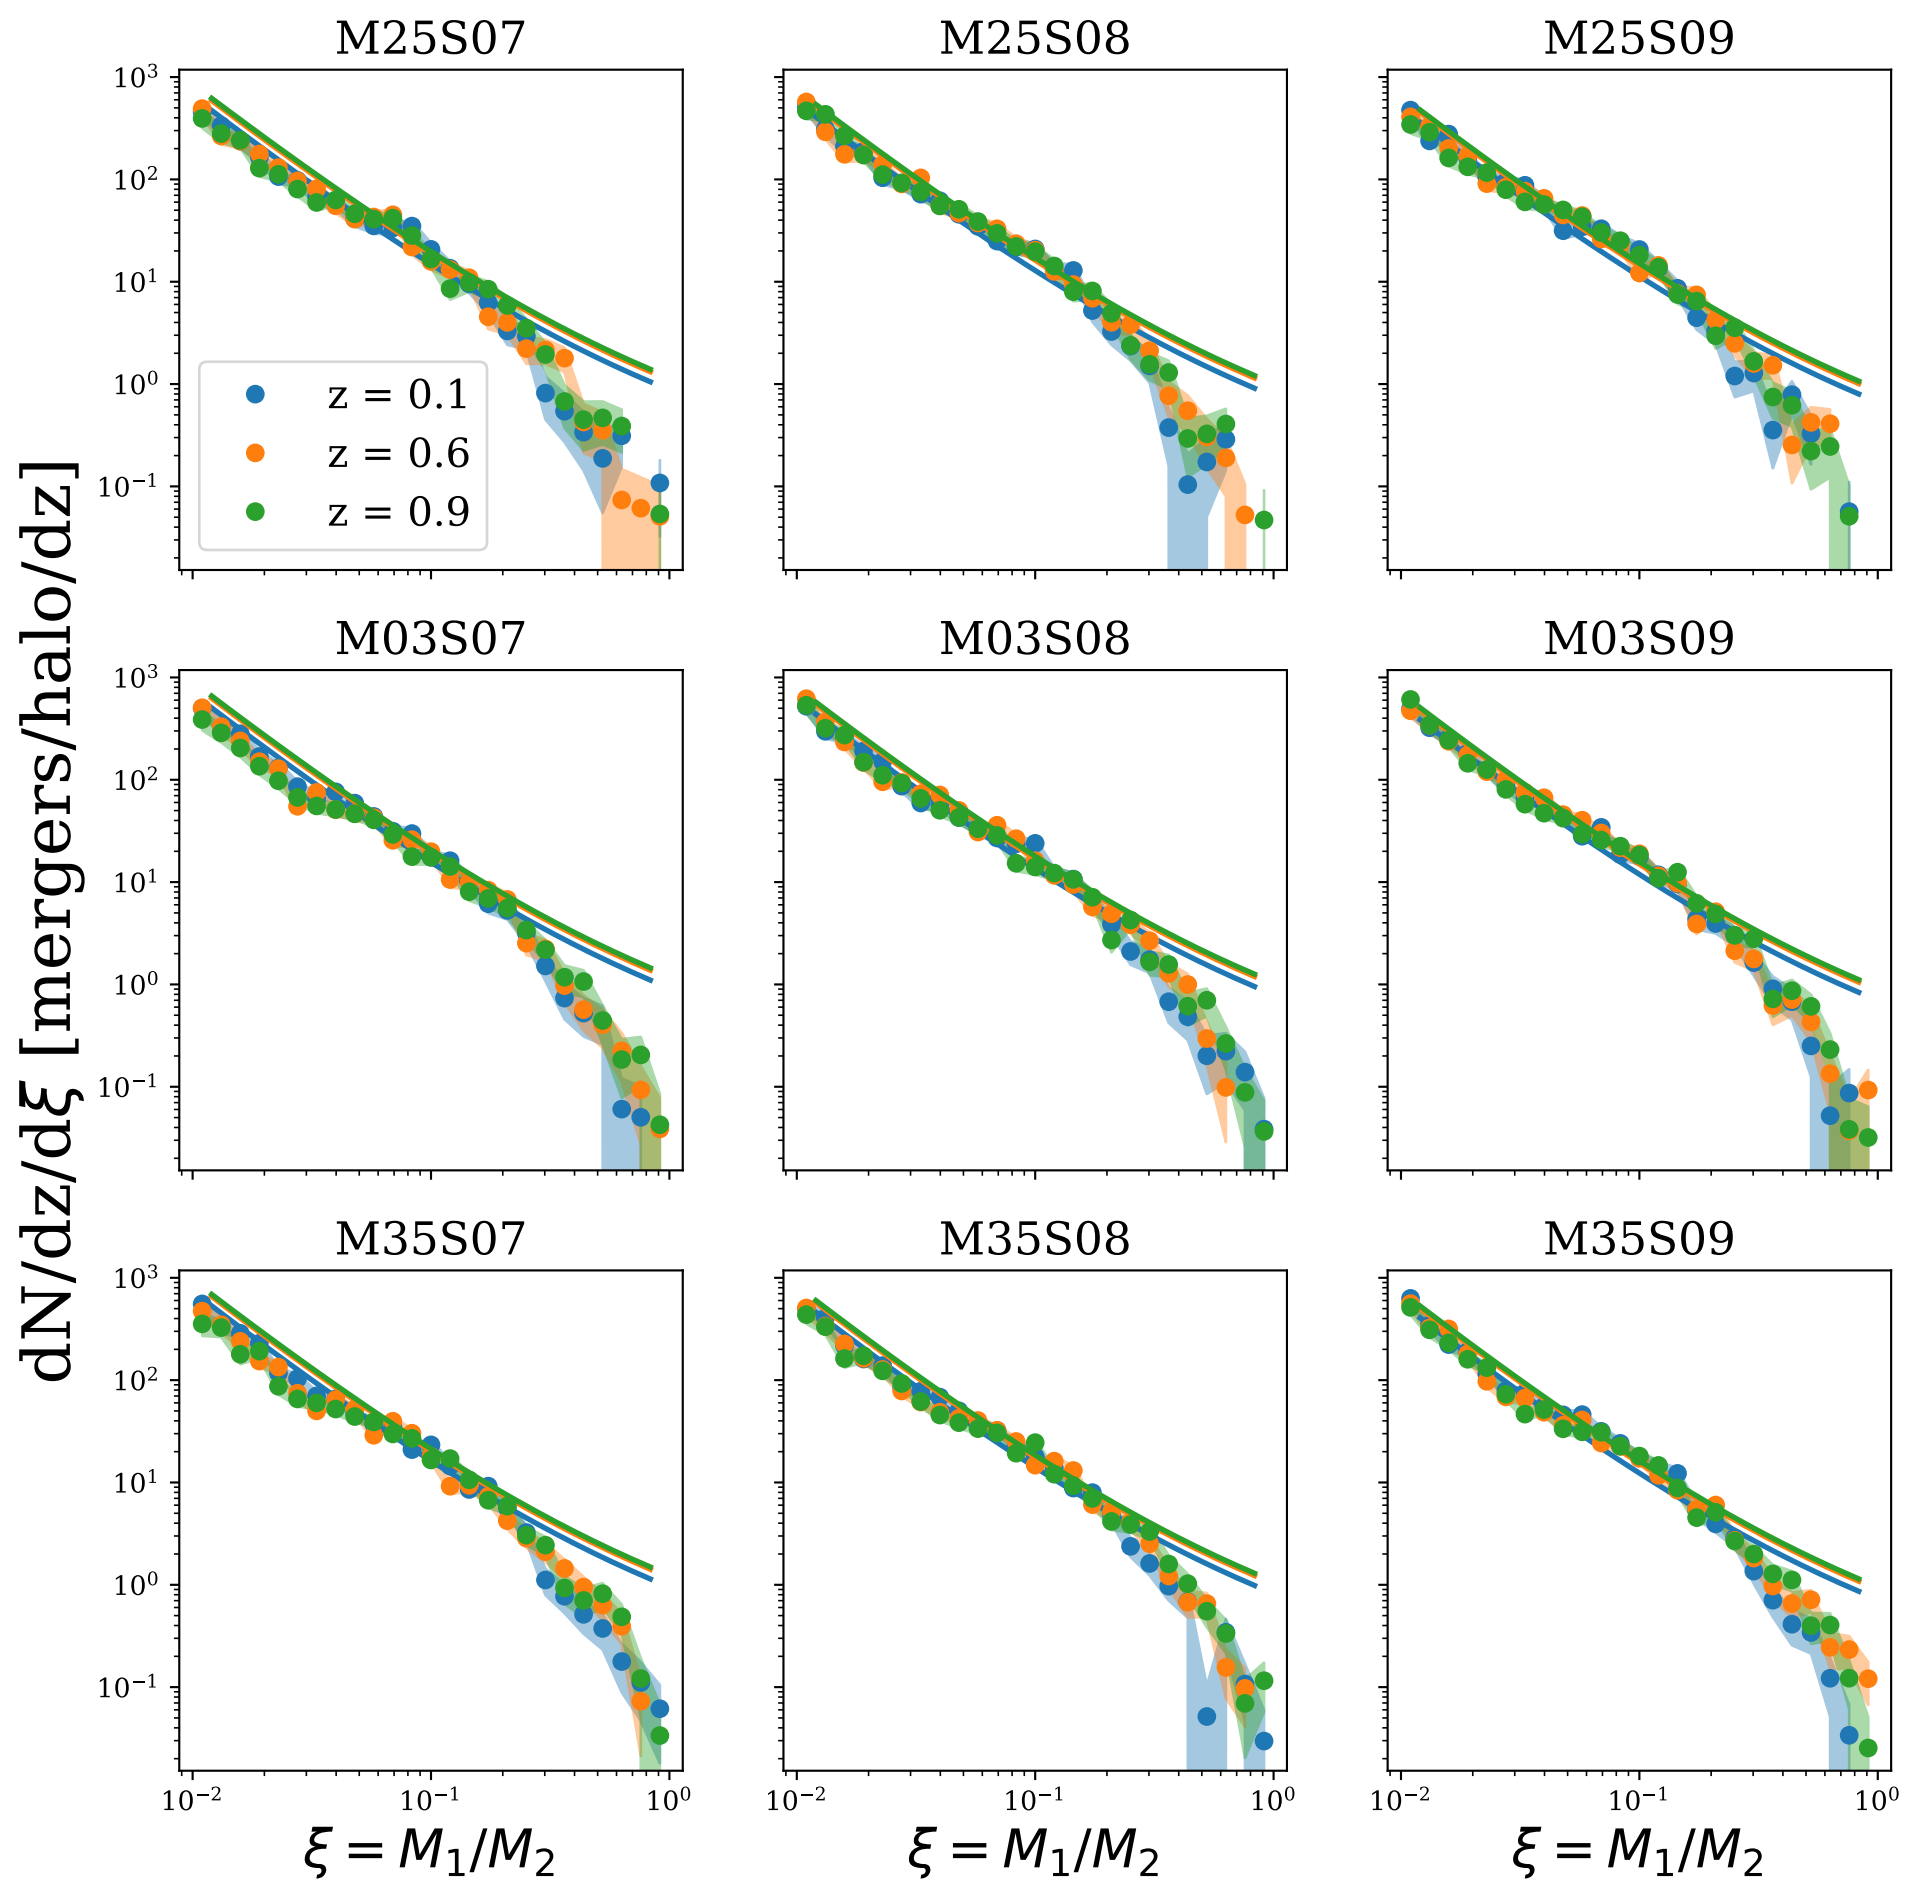 M25S07
M25S08
M25S09
10³
10²
10¹
10⁰
10⁻¹
z = 0.1
z = 0.6
z = 0.9
dN/dz/dξ [mergers/halo/dz]
M03S07
M03S08
M03S09
10³
10²
10¹
10⁰
10⁻¹
M35S07
M35S08
M35S09
10³
10²
10¹
10⁰
10⁻¹
10⁻² 10⁻¹ 10⁰
10⁻² 10⁻¹ 10⁰
10⁻² 10⁻¹ 10⁰
ξ = M₁/M₂
ξ = M₁/M₂
ξ = M₁/M₂